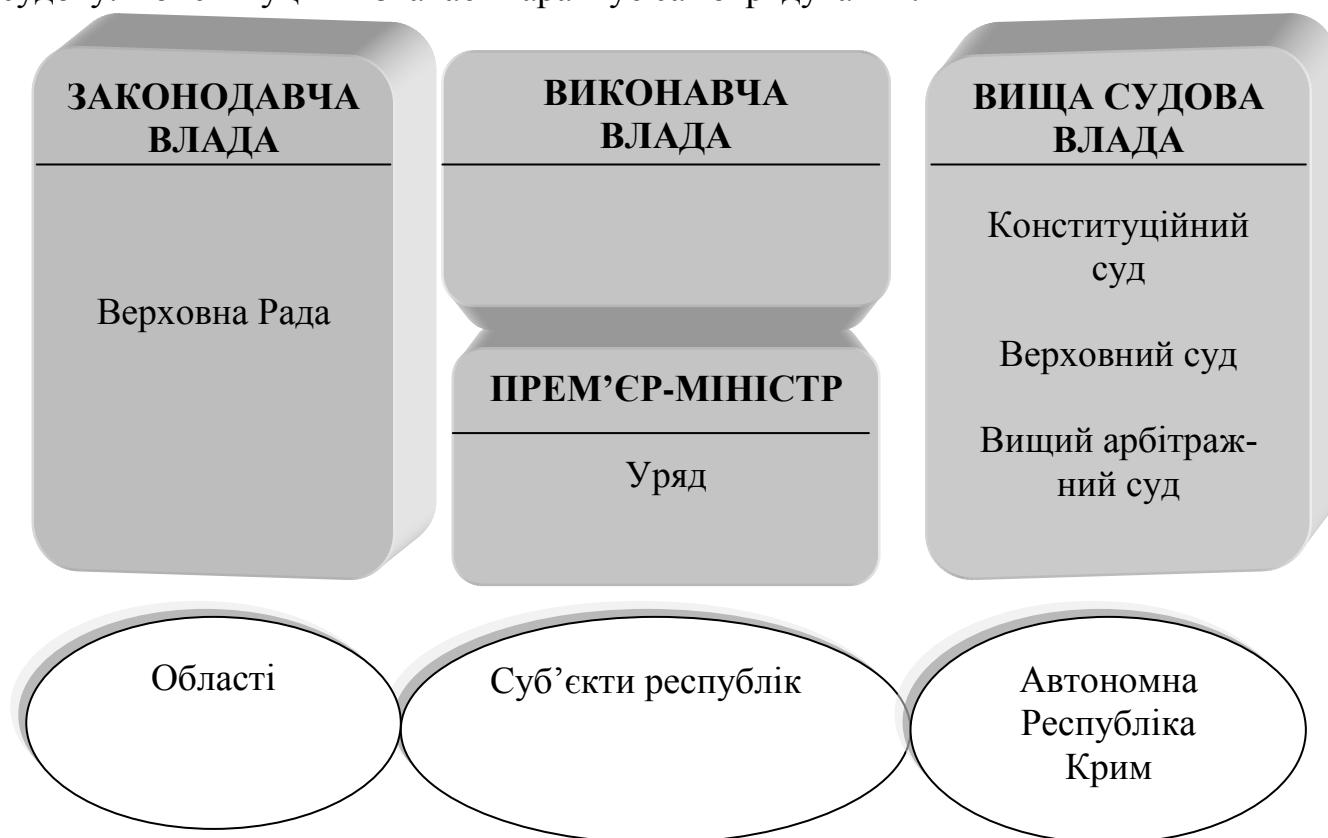 ЗАКОНОДАВЧА
ВЛАДА
Верховна Рада
ВИКОНАВЧА
ВЛАДА
ПРЕМ’ЄР-МІНІСТР
Уряд
ВИЩА СУДОВА
ВЛАДА
Конституційний
суд
Верховний суд
Вищий арбітраж-
ний суд
Області
Суб’єкти республік
Автономна
Республіка
Крим